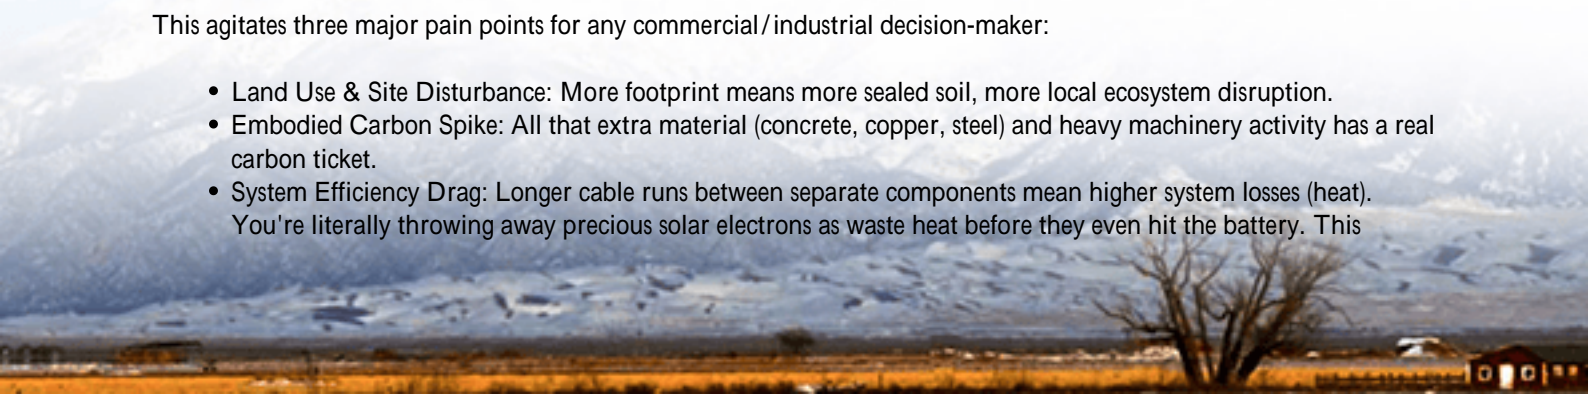 This agitates three major pain points for any commercial/industrial decision-maker:
• Land Use & Site Disturbance: More footprint means more sealed soil, more local ecosystem disruption.
• Embodied Carbon Spike: All that extra material (concrete, copper, steel) and heavy machinery activity has a real
carbon ticket.
• System Efficiency Drag: Longer cable runs between separate components mean higher system losses (heat).
You're literally throwing away precious solar electrons as waste heat before they even hit the battery. This